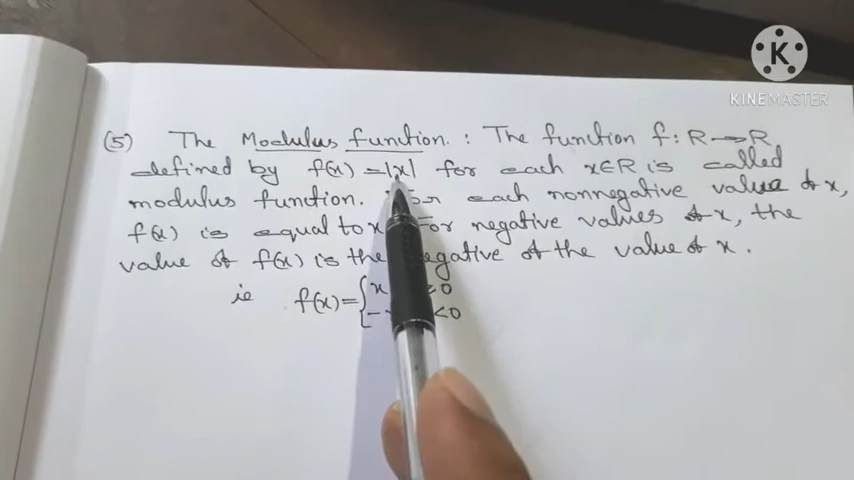 K
KINEMASTER
(5) The Modulus function : The function f: R→R
defined by f(x) =|x| for each x∈R is called
modulus function. For each nonnegative value of x,
f(x) is equal to x. For negative values of x, the
value of f(x) is the negative of the value of x.
ie f(x)={x ≥0
- <0